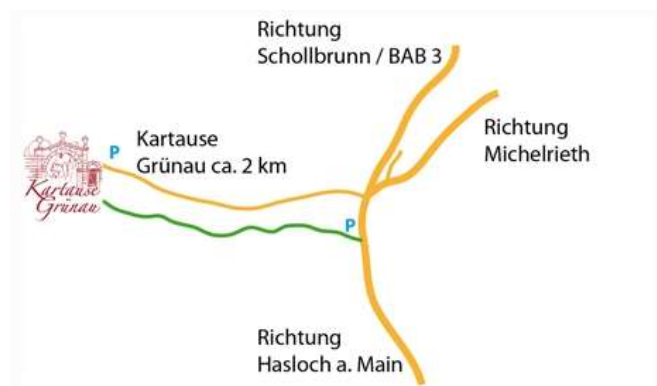 Richtung
Schollbrunn / BAB 3
P
Kartause
Grünau ca. 2 km
Richtung
Michelrieth
Kartause
Grünau
P
Richtung
Hasloch a. Main